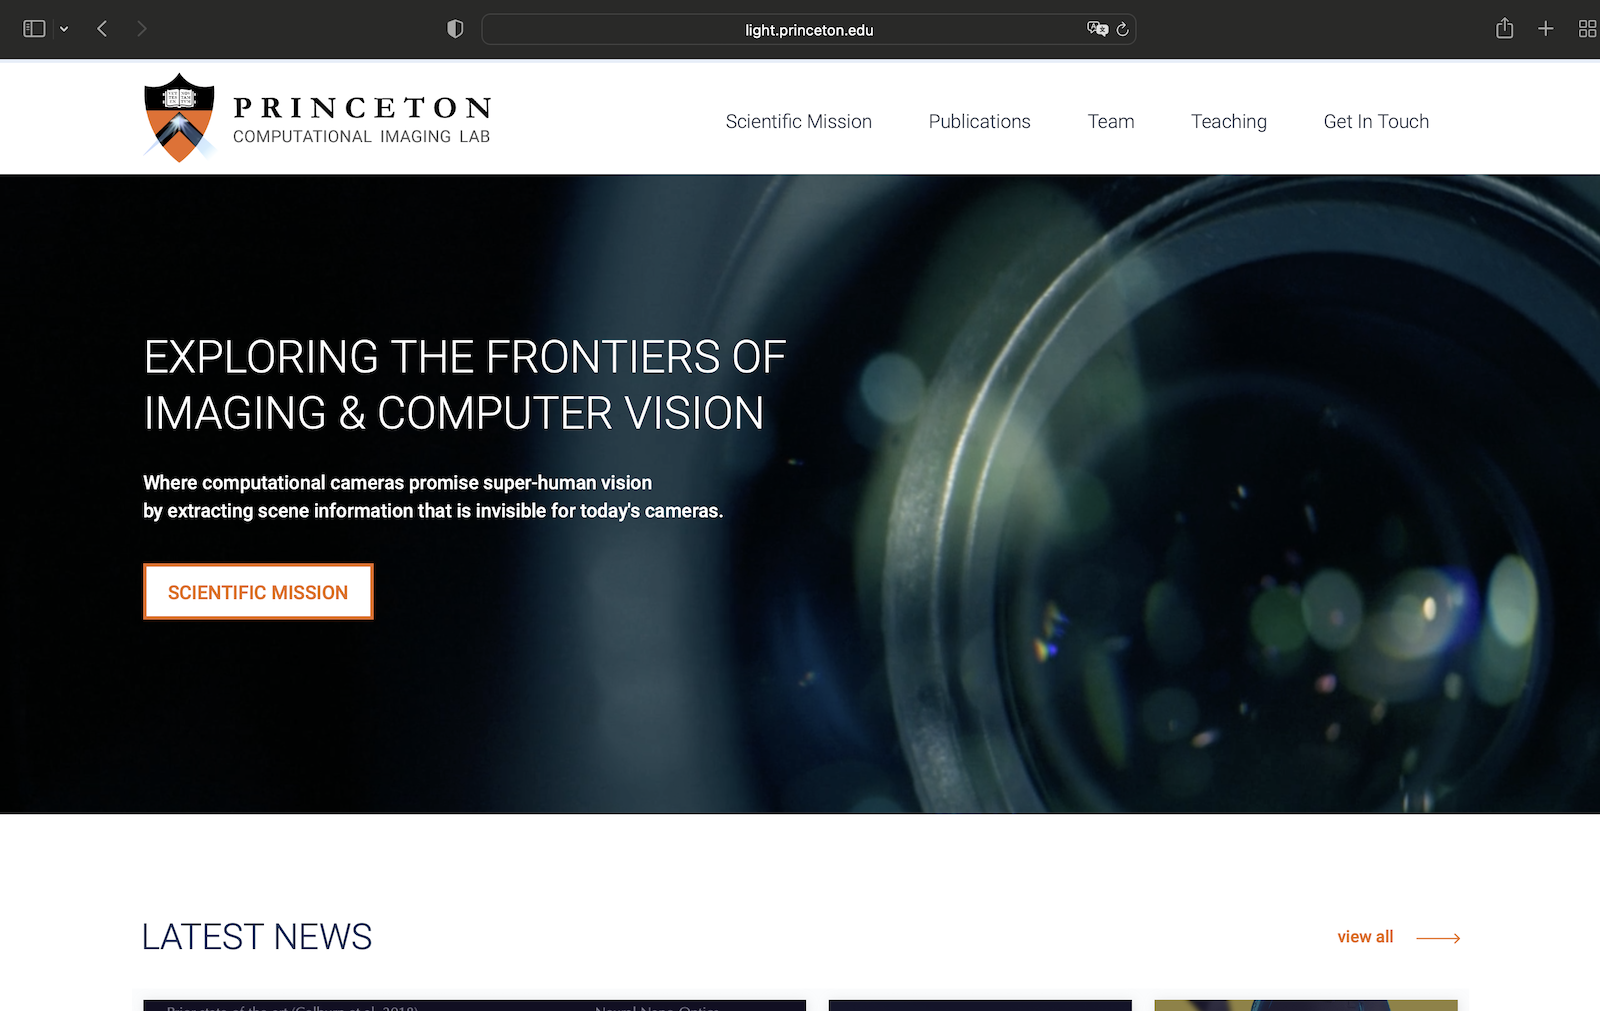 light.princeton.edu
PRINCETON
COMPUTATIONAL IMAGING LAB
Scientific Mission
Publications
Team
Teaching
Get In Touch
EXPLORING THE FRONTIERS OF
IMAGING & COMPUTER VISION
Where computational cameras promise super-human vision
by extracting scene information that is invisible for today's cameras.
SCIENTIFIC MISSION
LATEST NEWS
view all